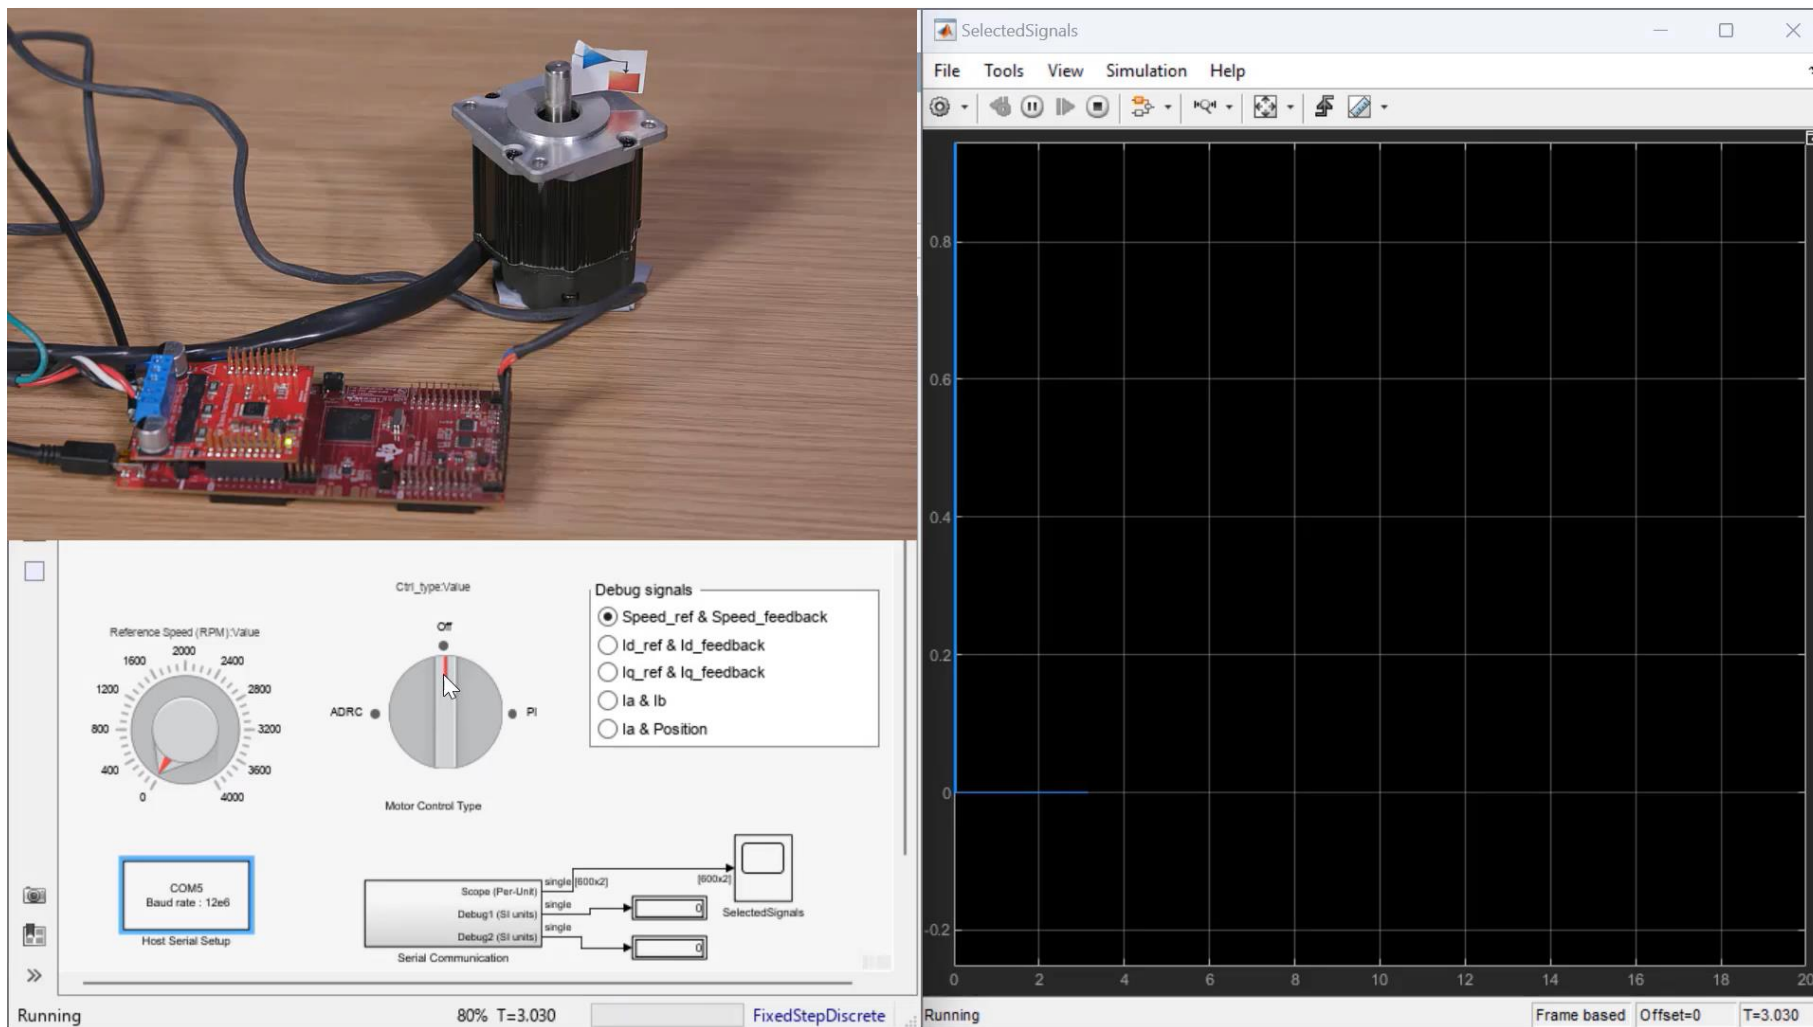 SelectedSignals
File Tools View Simulation Help
0.8
0.6
0.4
0.2
0
-0.2
0 2 4 6 8 10 12 14 16 18 20
Running
Frame based Offset=0 T=3.030
Ctrl_type:Value
Off
ADRC
PI
Motor Control Type
Reference Speed (RPM):Value
2000
1600 2400
1200 2800
800 3200
400 3600
0 4000
Debug signals
Speed_ref & Speed_feedback
Id_ref & Id_feedback
Iq_ref & Iq_feedback
Ia & Ib
Ia & Position
COM5
Baud rate : 12e6
Host Serial Setup
Scope (Per-Unit)
Debug1 (SI units)
Debug2 (SI units)
Serial Communication
single [600x2]
single
single
[600x2]
0
0
SelectedSignals
Running 80% T=3.030 FixedStepDiscrete